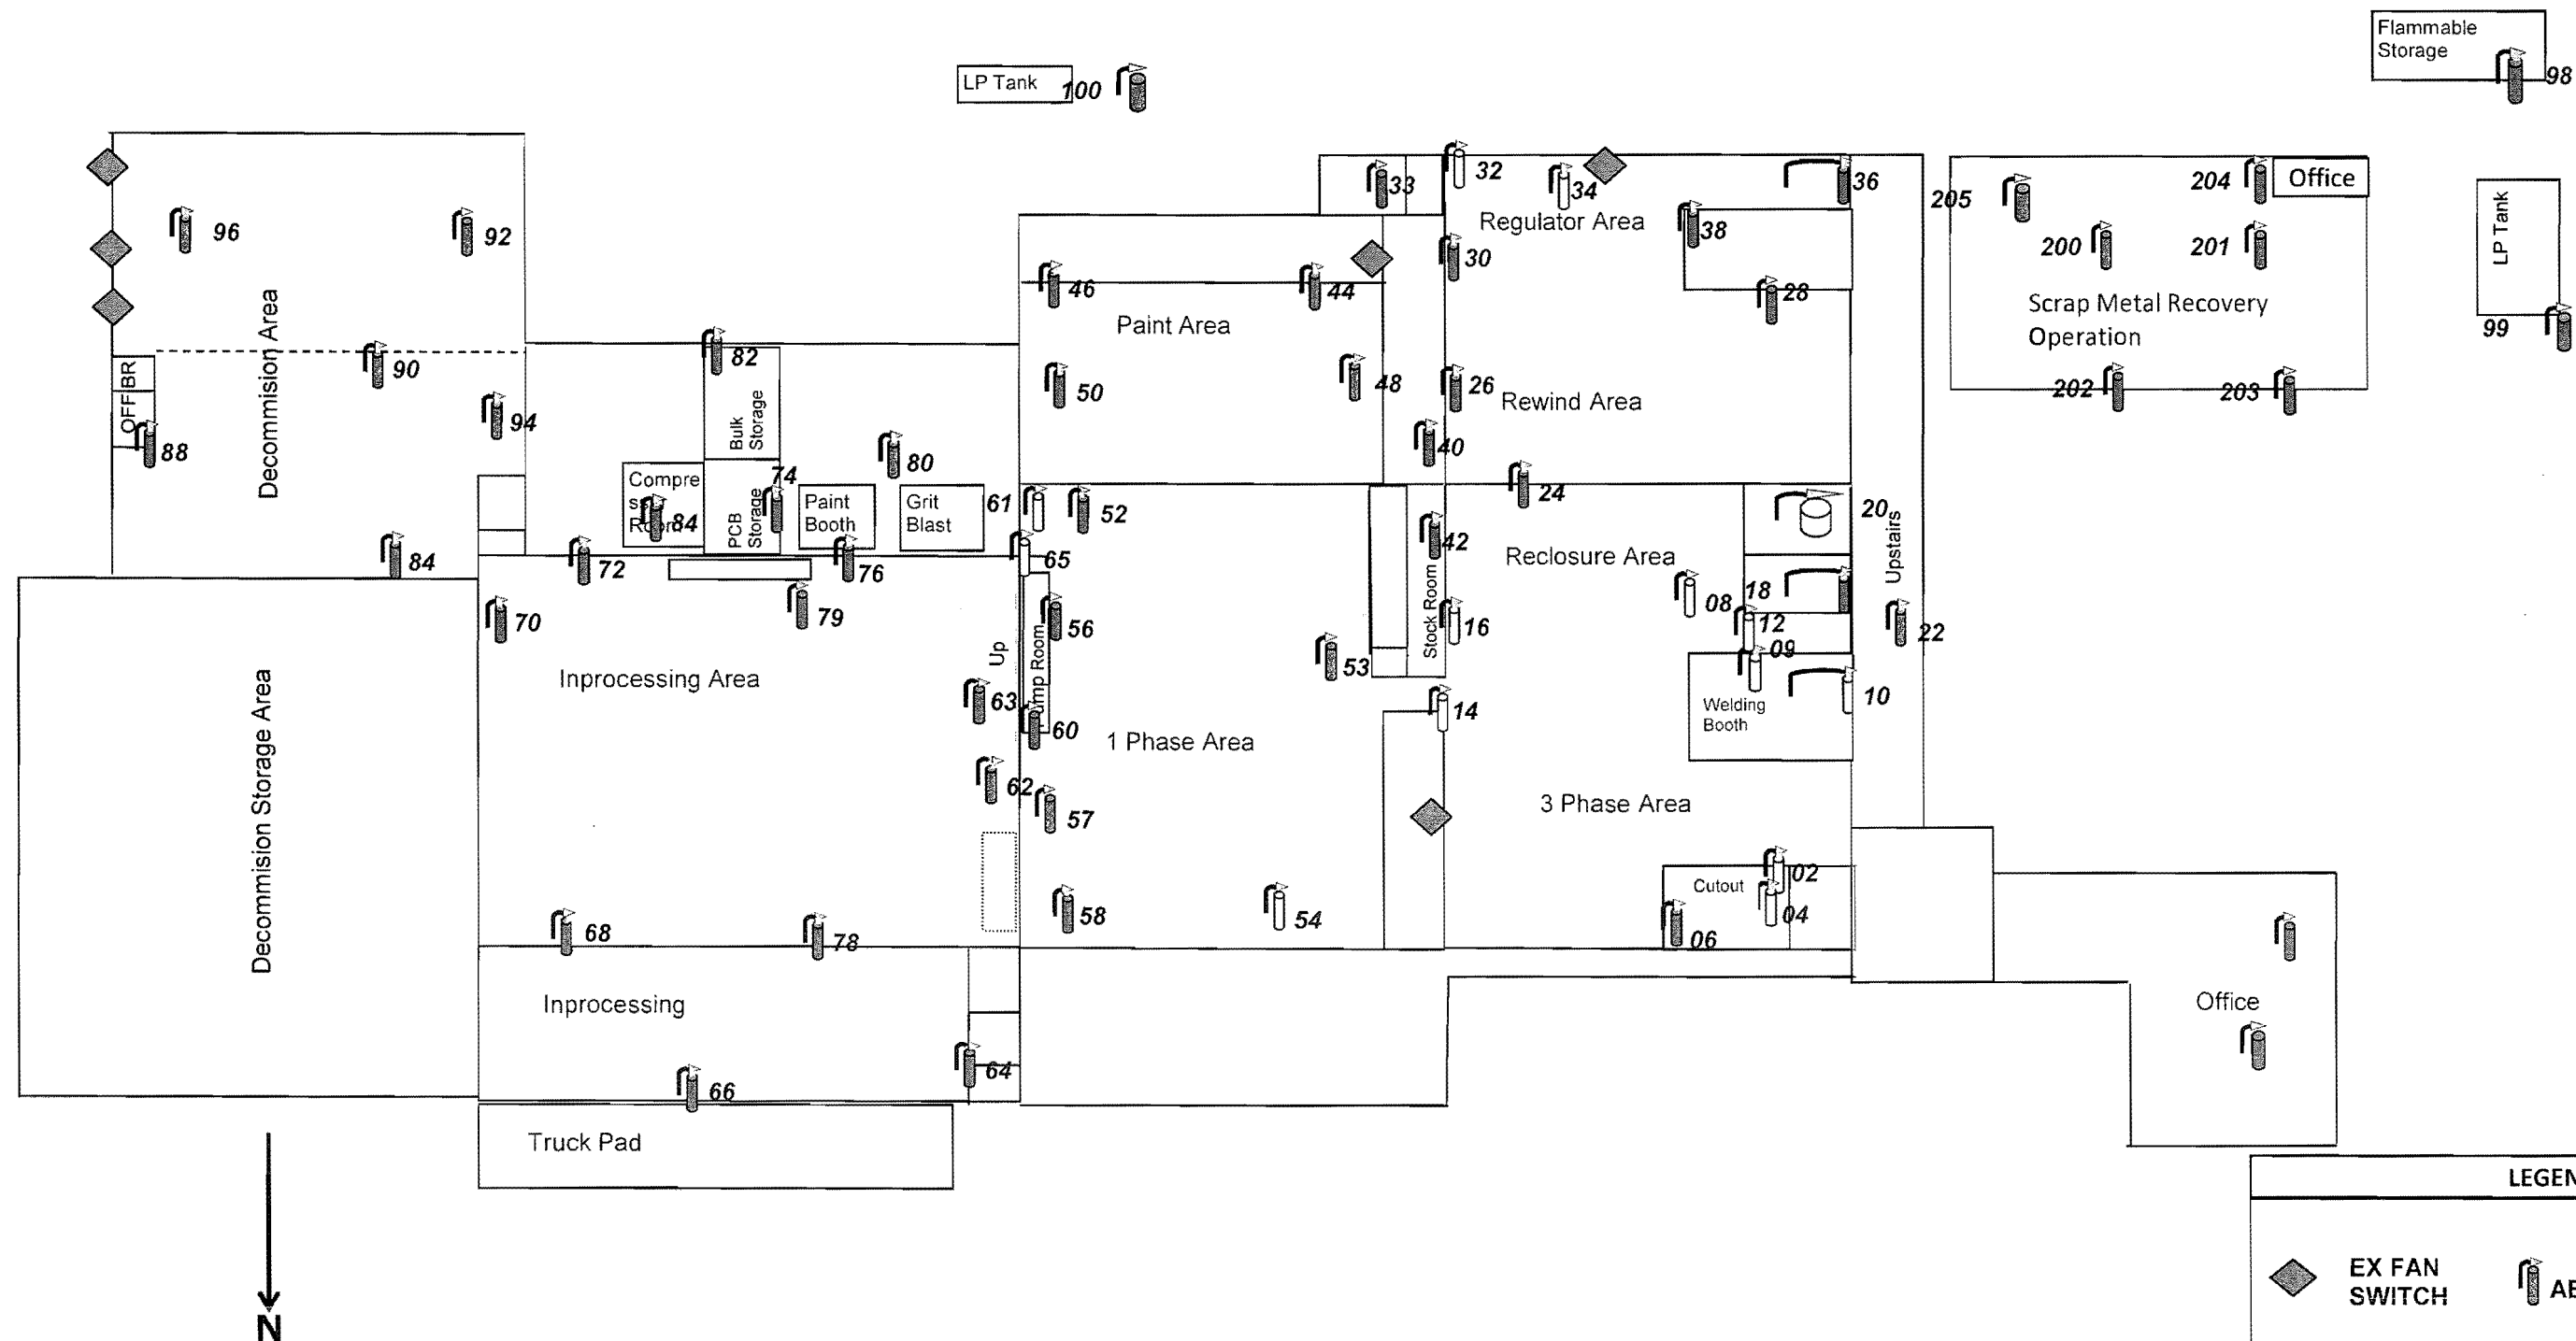 Flammable
Storage
98
LP Tank
100
96
92
33
32
34
36
205
204
Office
Regulator Area
38
200
201
LP Tank
30
46
44
28
Scrap Metal Recovery
Operation
99
Paint Area
Decommision Area
82
90
BR
OFF
50
48
26
Rewind Area
202
203
94
88
Bulk
Storage
40
80
74
24
Compre
ss
Room
84
PCB
Storage
Paint
Booth
Grit
Blast
61
52
20
Upstairs
42
Reclosure Area
84
72
76
65
08
18
70
79
56
Stock Room
16
12
22
Up
Pump Room
53
09
Inprocessing Area
63
60
14
Welding
Booth
10
1 Phase Area
Decommision Storage Area
62
57
3 Phase Area
02
Cutout
58
54
04
06
68
78
Inprocessing
Office
64
66
Truck Pad
LEGEN
EX FAN
SWITCH
AB
N